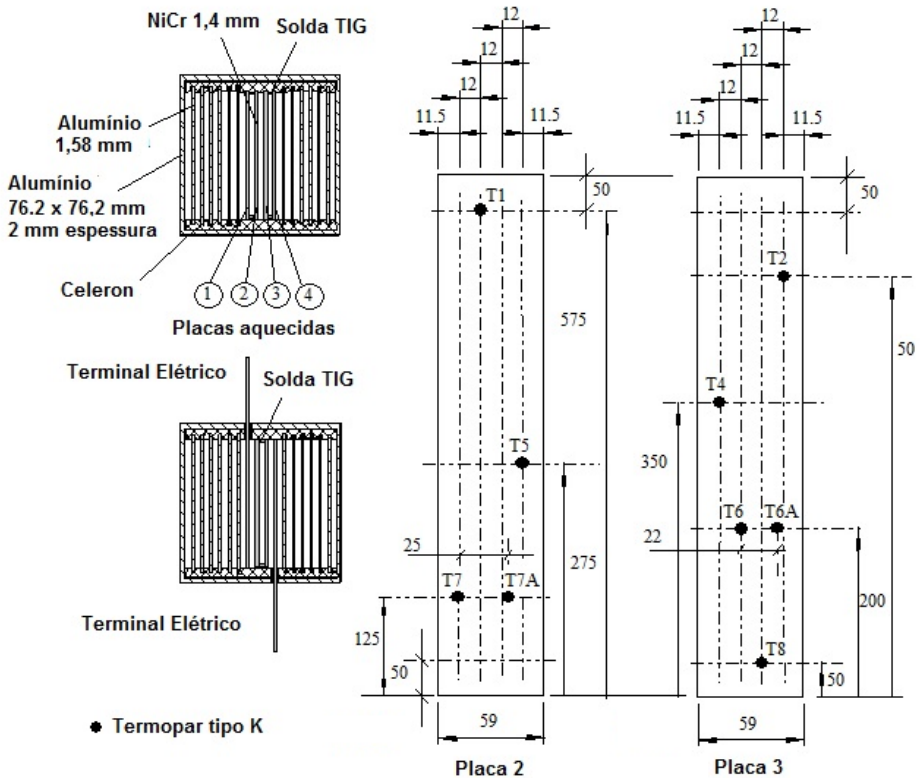 NiCr 1,4 mm
Solda TIG
Alumínio
1,58 mm
Alumínio
76.2 x 76,2 mm
2 mm espessura
Celeron
1 2 3 4
Placas aquecidas
Terminal Elétrico
Solda TIG
Terminal Elétrico
Termopar tipo K
12
12
12
11.5
11.5
50
T1
575
T5
275
25
T7
T7A
125
50
59
Placa 2
12
12
12
11.5
11.5
50
T2
50
T4
350
T6
T6A
22
200
T8
50
59
Placa 3